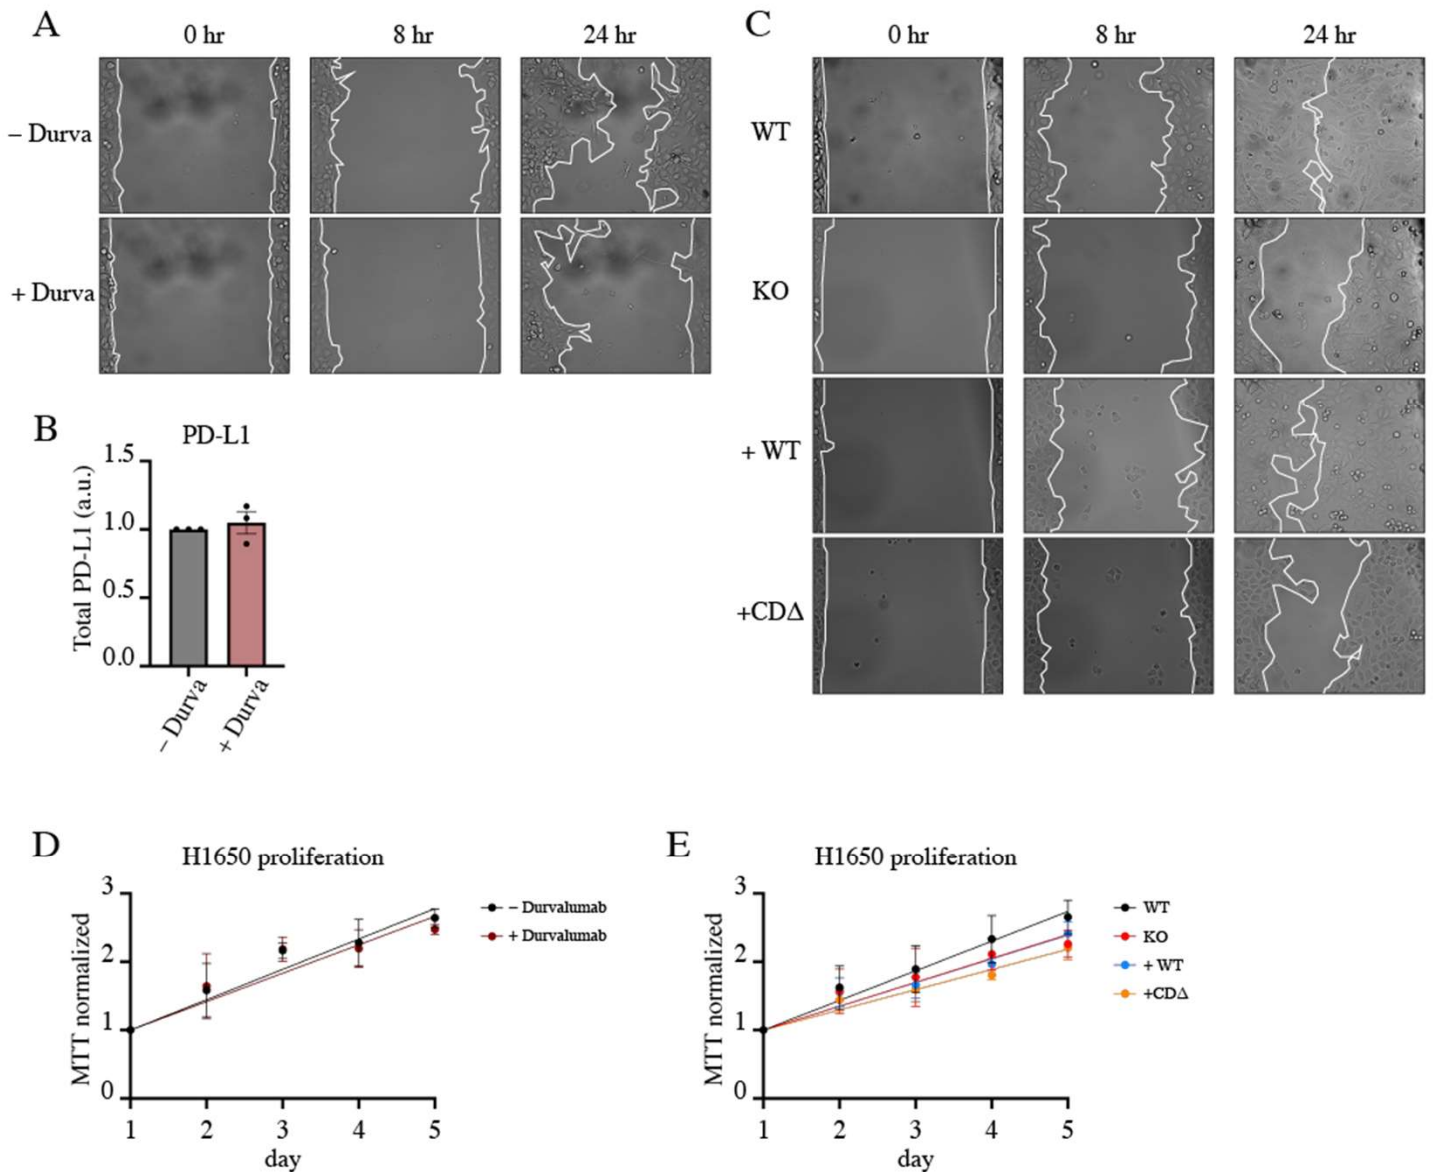 A
0 hr 8 hr 24 hr
– Durva
+ Durva
B
PD-L1
Total PD-L1 (a.u.)
1.5
1.0
0.5
0.0
– Durva
+ Durva
C
0 hr 8 hr 24 hr
WT
KO
+ WT
+CDΔ
D
H1650 proliferation
MTT normalized
3
2
1
0
1 2 3 4 5
day
– Durvalumab
+ Durvalumab
E
H1650 proliferation
MTT normalized
3
2
1
0
1 2 3 4 5
day
WT
KO
+ WT
+CDΔ